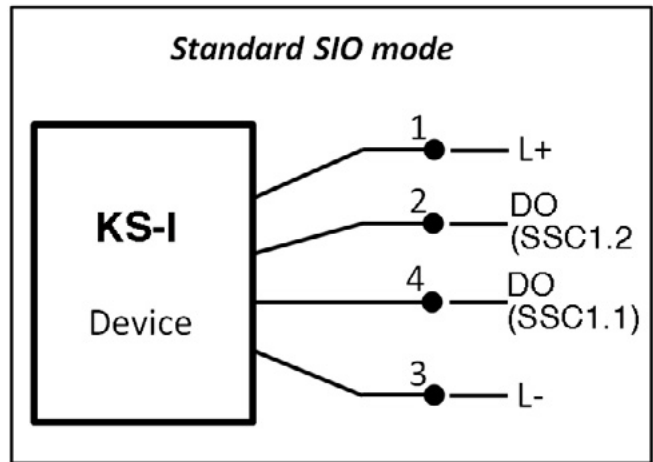 Standard SIO mode
KS-I
Device
1
L+
2
DO
(SSC1.2
4
DO
(SSC1.1)
3
L-